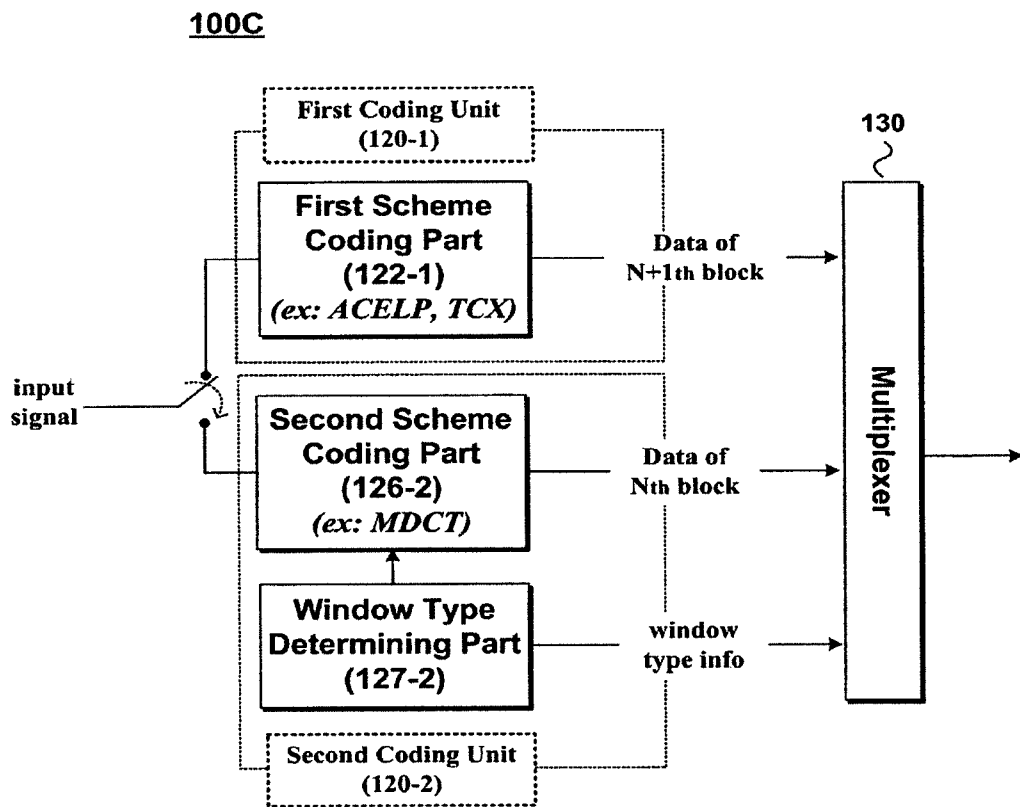 100C
First Coding Unit
(120-1)
130
First Scheme
Coding Part
(122-1)
(ex: ACELP, TCX)
Data of
N+1th block
input
signal
Second Scheme
Coding Part
(126-2)
(ex: MDCT)
Data of
Nth block
Multiplexer
Window Type
Determining Part
(127-2)
window
type info
Second Coding Unit
(120-2)